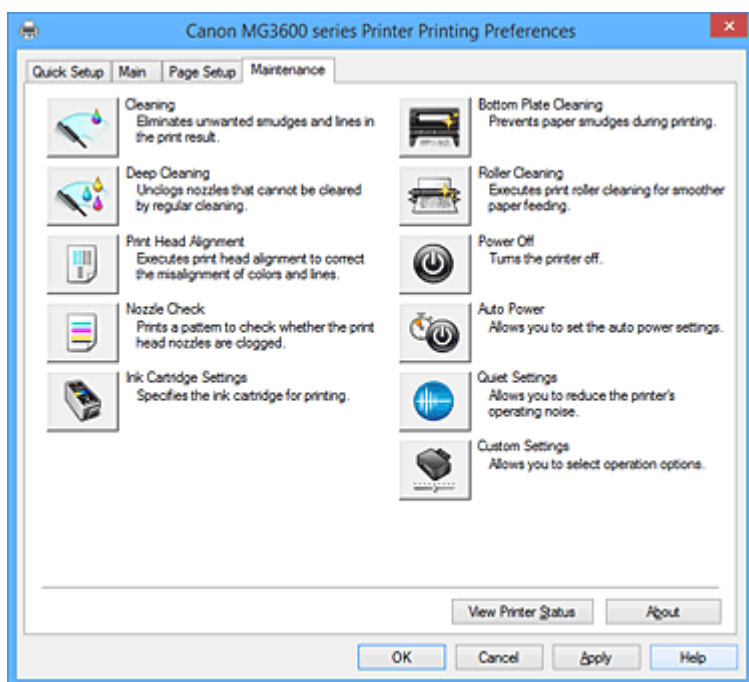 Canon MG3600 series Printer Printing Preferences
Quick Setup
Main
Page Setup
Maintenance
Cleaning
Eliminates unwanted smudges and lines in
the print result.
Deep Cleaning
Unclogs nozzles that cannot be cleared
by regular cleaning.
Print Head Alignment
Executes print head alignment to correct
the misalignment of colors and lines.
Nozzle Check
Prints a pattern to check whether the print
head nozzles are clogged.
Ink Cartridge Settings
Specifies the ink cartridge for printing.
Bottom Plate Cleaning
Prevents paper smudges during printing.
Roller Cleaning
Executes print roller cleaning for smoother
paper feeding.
Power Off
Turns the printer off.
Auto Power
Allows you to set the auto power settings.
Quiet Settings
Allows you to reduce the printer's
operating noise.
Custom Settings
Allows you to select operation options.
View Printer Status
About
OK
Cancel
Apply
Help